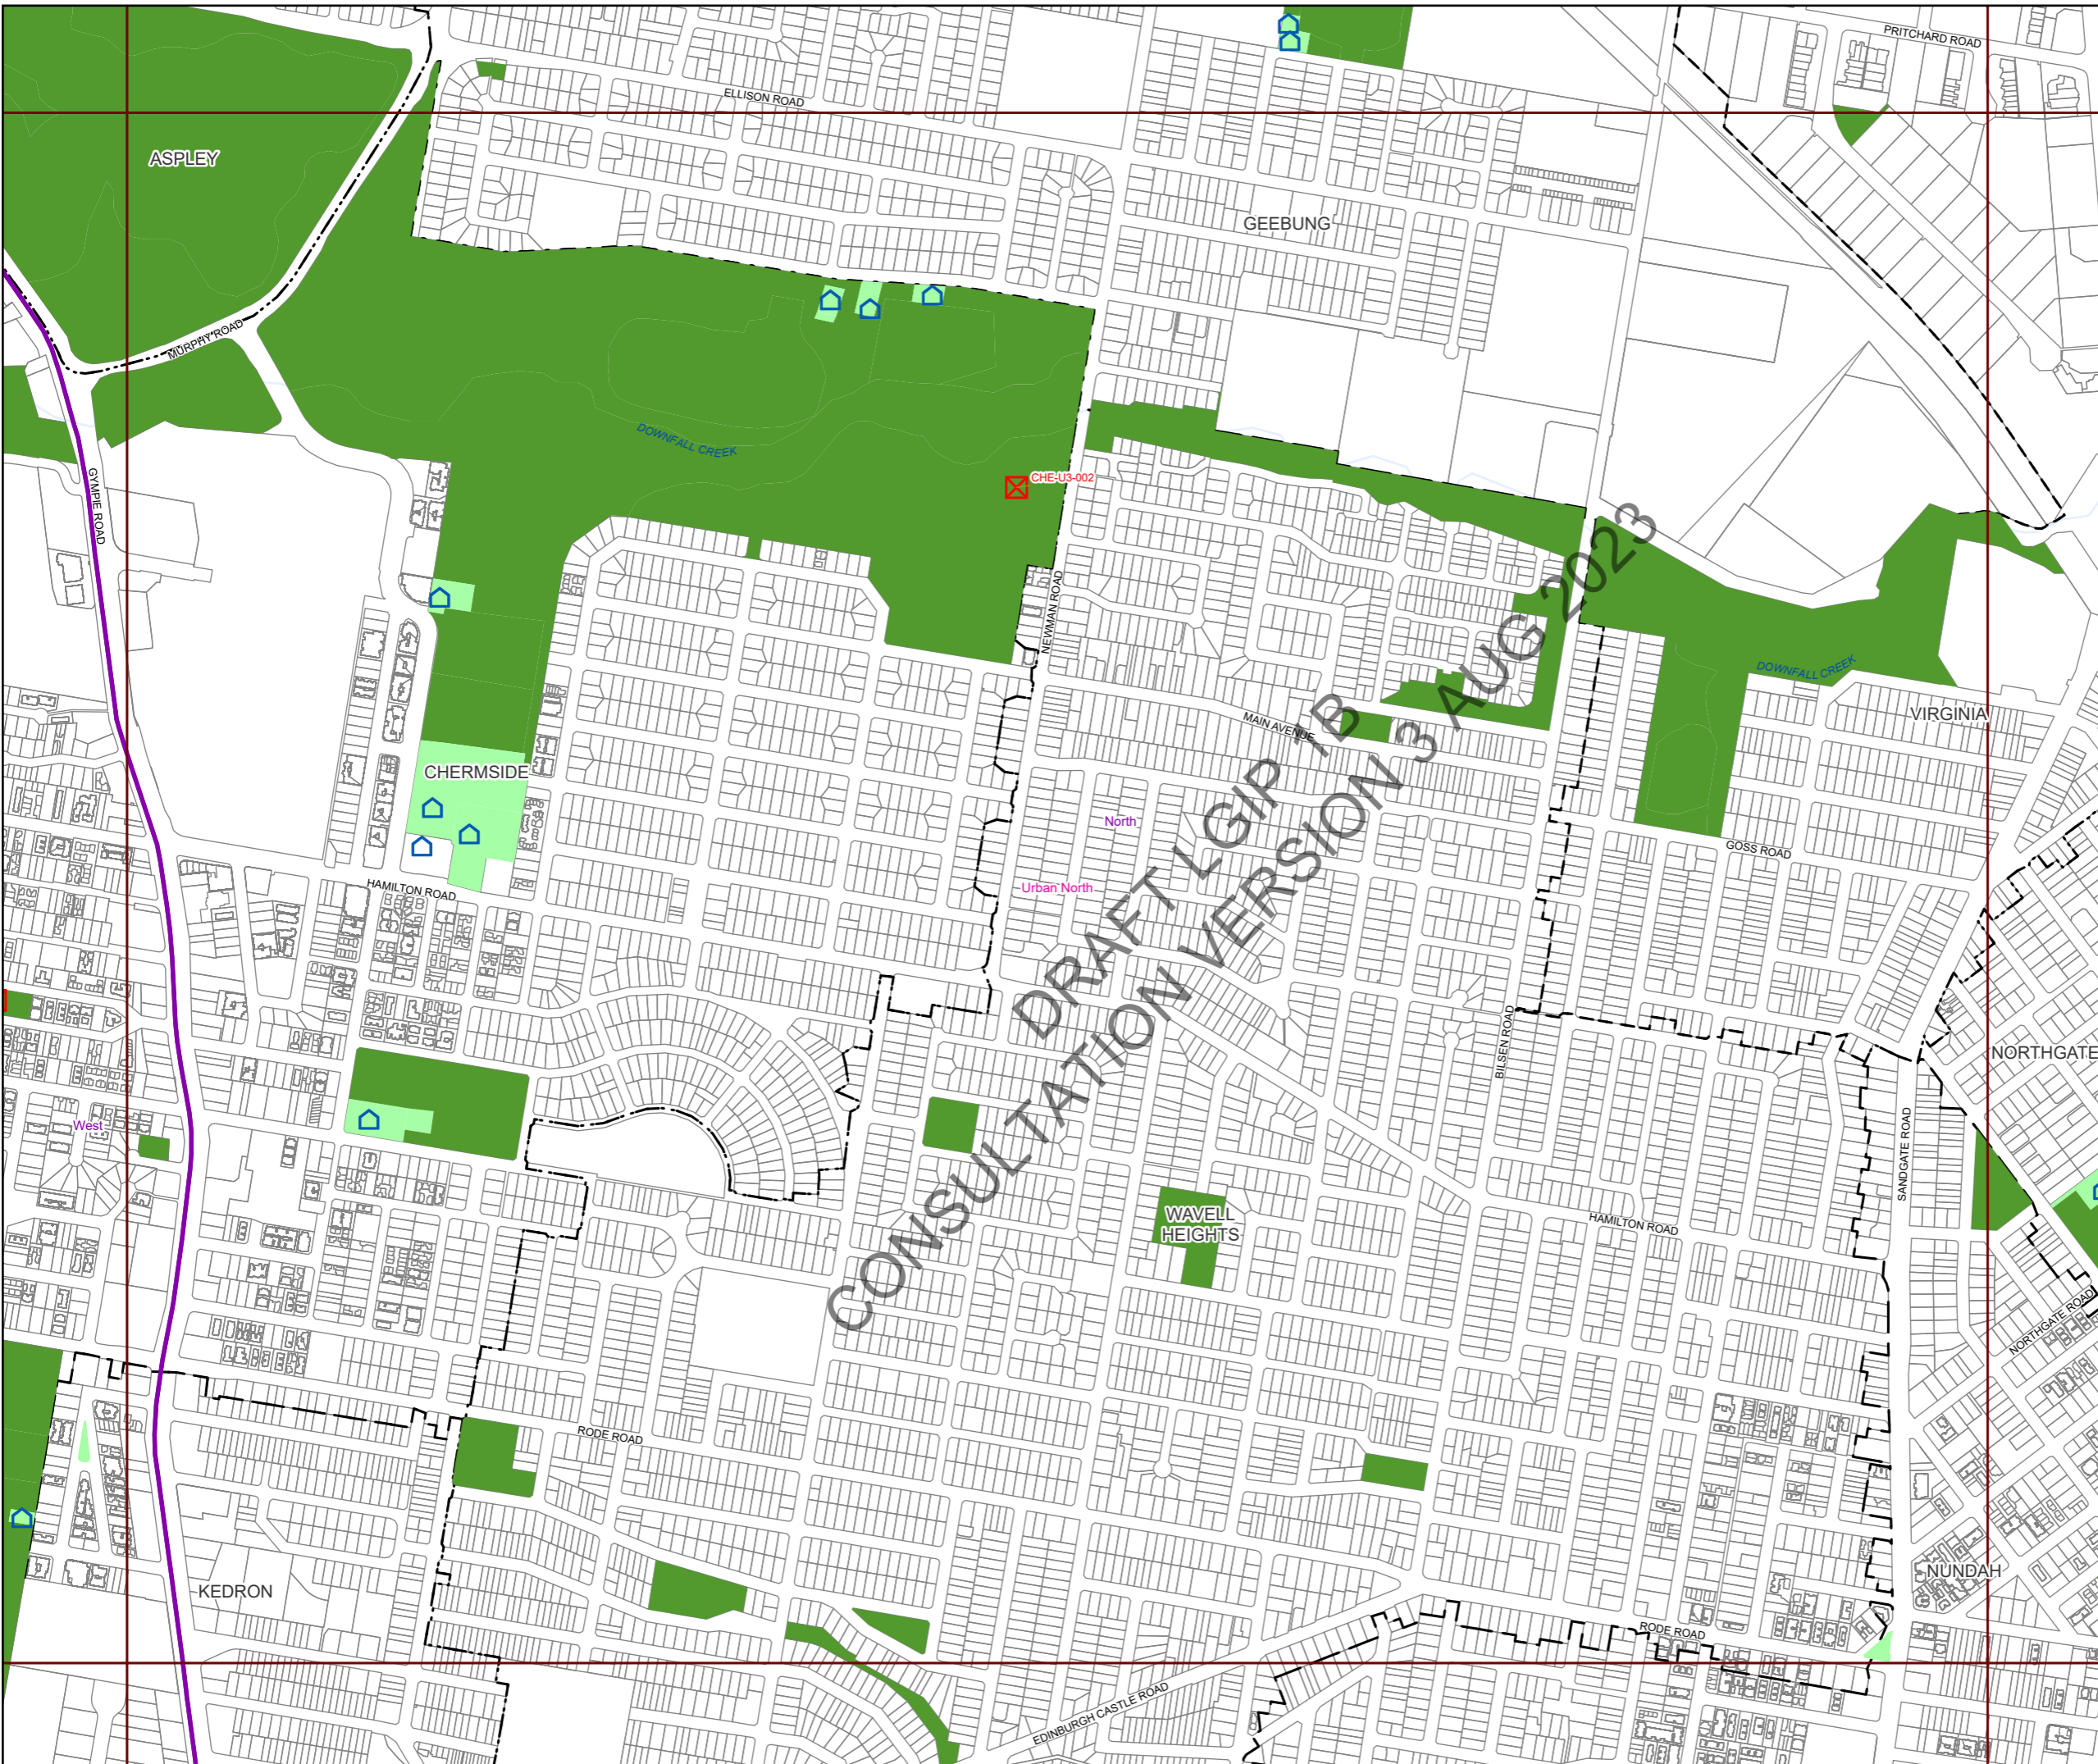 PRITCHARD ROAD
ELLISON ROAD
ASPLEY
GEEBUNG
MURPHY ROAD
DOWNFALL CREEK
CHE-U3-002
GYMPIE ROAD
NEWMAN ROAD
DOWNFALL CREEK
VIRGINIA
MAIN AVENUE
CHERMSIDE
North
GOSS ROAD
Urban North
HAMILTON ROAD
DRAFT LGIP 1B
CONSULTATION VERSION 3 AUG 2023
BILSEN ROAD
NORTHGATE
West
SANDGATE ROAD
WAVELL
HEIGHTS
HAMILTON ROAD
NORTHGATE ROAD
RODE ROAD
KEDRON
NUNDAH
RODE ROAD
EDINBURGH CASTLE ROAD